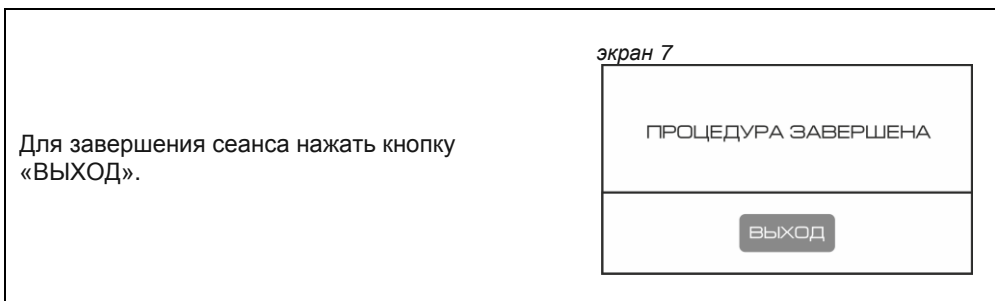 Для завершения сеанса нажать кнопку
«ВЫХОД».
экран 7
ПРОЦЕДУРА ЗАВЕРШЕНА
ВЫХОД